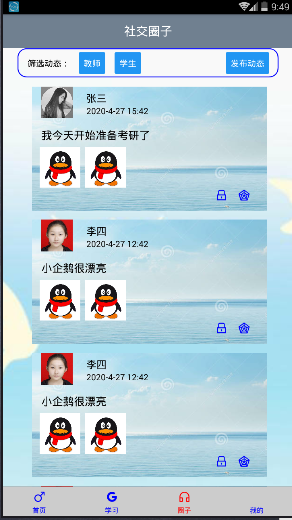 9:49
社交圈子
筛选动态： 教师 学生 发布动态
张三
2020-4-27 15:42
我今天开始准备考研了
李四
2020-4-27 12:42
小企鹅很漂亮
李四
2020-4-27 12:42
小企鹅很漂亮
首页 学习 圈子 我的